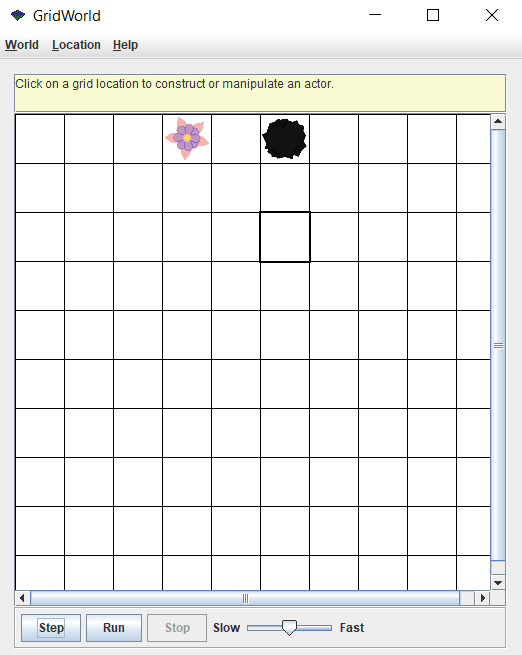 GridWorld
World Location Help
Click on a grid location to construct or manipulate an actor.
Step Run Stop Slow Fast